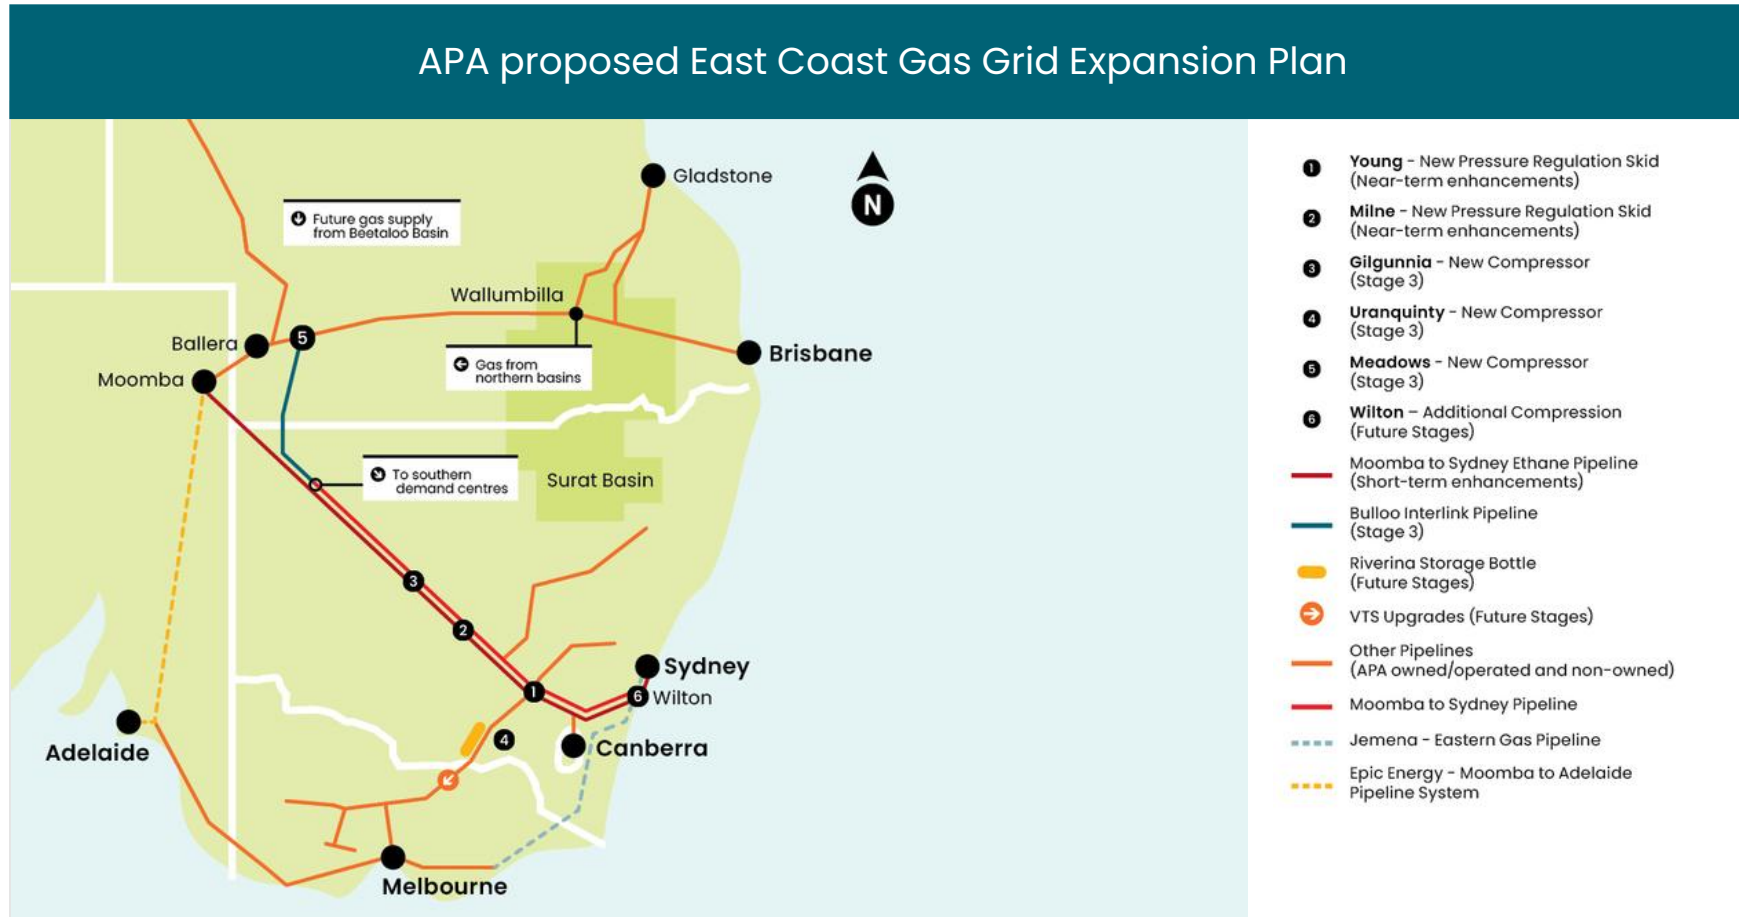 APA proposed East Coast Gas Grid Expansion Plan
Gladstone
N
Future gas supply
from Beetaloo Basin
Wallumbilla
Ballera
5
Brisbane
Gas from
northern basins
Moomba
To southern
demand centres
Surat Basin
3
2
Sydney
1
6 Wilton
4
Canberra
Adelaide
Melbourne
1 Young - New Pressure Regulation Skid
(Near-term enhancements)
2 Milne - New Pressure Regulation Skid
(Near-term enhancements)
3 Gilgunnia - New Compressor
(Stage 3)
4 Uranquinty - New Compressor
(Stage 3)
5 Meadows - New Compressor
(Stage 3)
6 Wilton – Additional Compression
(Future Stages)
Moomba to Sydney Ethane Pipeline
(Short-term enhancements)
Bulloo Interlink Pipeline
(Stage 3)
Riverina Storage Bottle
(Future Stages)
VTS Upgrades (Future Stages)
Other Pipelines
(APA owned/operated and non-owned)
Moomba to Sydney Pipeline
Jemena - Eastern Gas Pipeline
Epic Energy - Moomba to Adelaide
Pipeline System